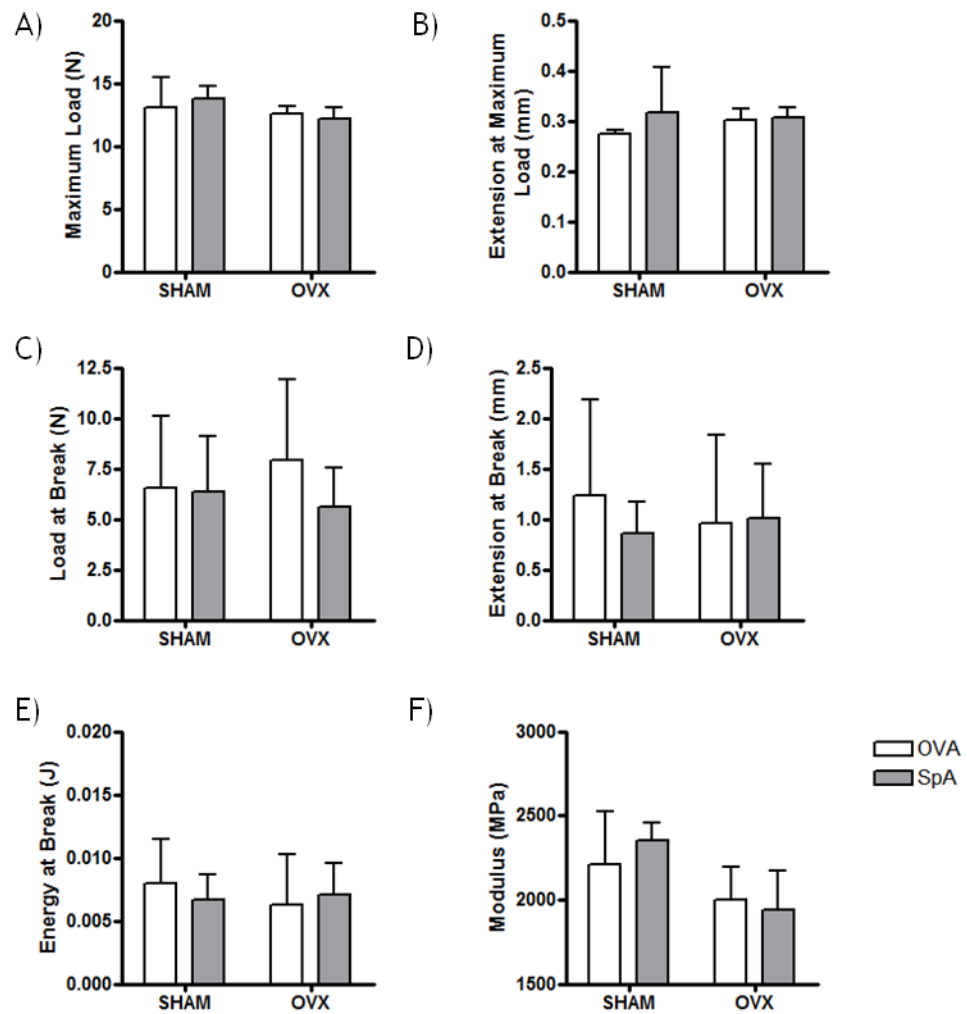 A)
Maximum Load (N)
20
15
10
5
0
SHAM OVX
B)
Extension at Maximum
Load (mm)
0.5
0.4
0.3
0.2
0.1
0.0
SHAM OVX
C)
Load at Break (N)
12.5
10.0
7.5
5.0
2.5
0.0
SHAM OVX
D)
Extension at Break (mm)
2.5
2.0
1.5
1.0
0.5
0.0
SHAM OVX
E)
Energy at Break (J)
0.020
0.015
0.010
0.005
0.000
SHAM OVX
F)
Modulus (MPa)
3000
2500
2000
1500
SHAM OVX
OVA
SpA